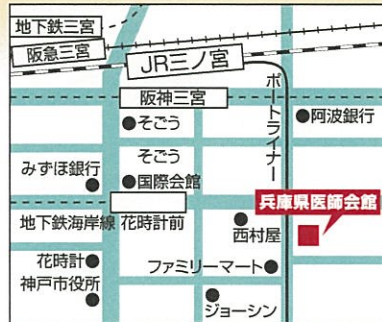 地下鉄三宮
阪急三宮
JR三ノ宮
阪神三宮
ポートライナー
そごう
阿波銀行
そごう
みずほ銀行
国際会館
兵庫県医師会館
地下鉄海岸線 花時計前
西村屋
花時計
ファミリーマート
神戸市役所
ジョーシン